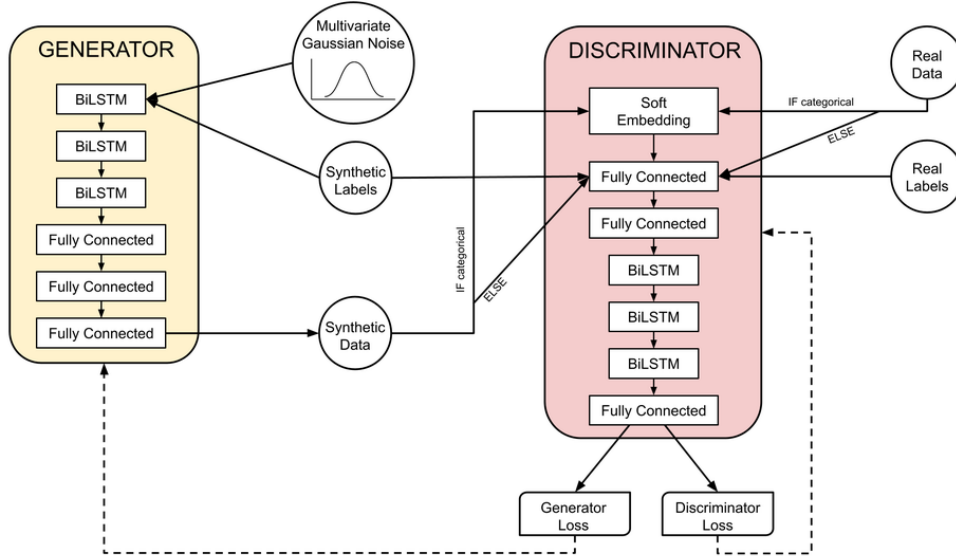 GENERATOR
BiLSTM
BiLSTM
BiLSTM
Fully Connected
Fully Connected
Fully Connected
Multivariate
Gaussian Noise
Synthetic
Labels
Synthetic
Data
IF categorical
ELSE
DISCRIMINATOR
Soft
Embedding
Fully Connected
Fully Connected
BiLSTM
BiLSTM
BiLSTM
Fully Connected
IF categorical
ELSE
Real
Data
Real
Labels
Generator
Loss
Discriminator
Loss